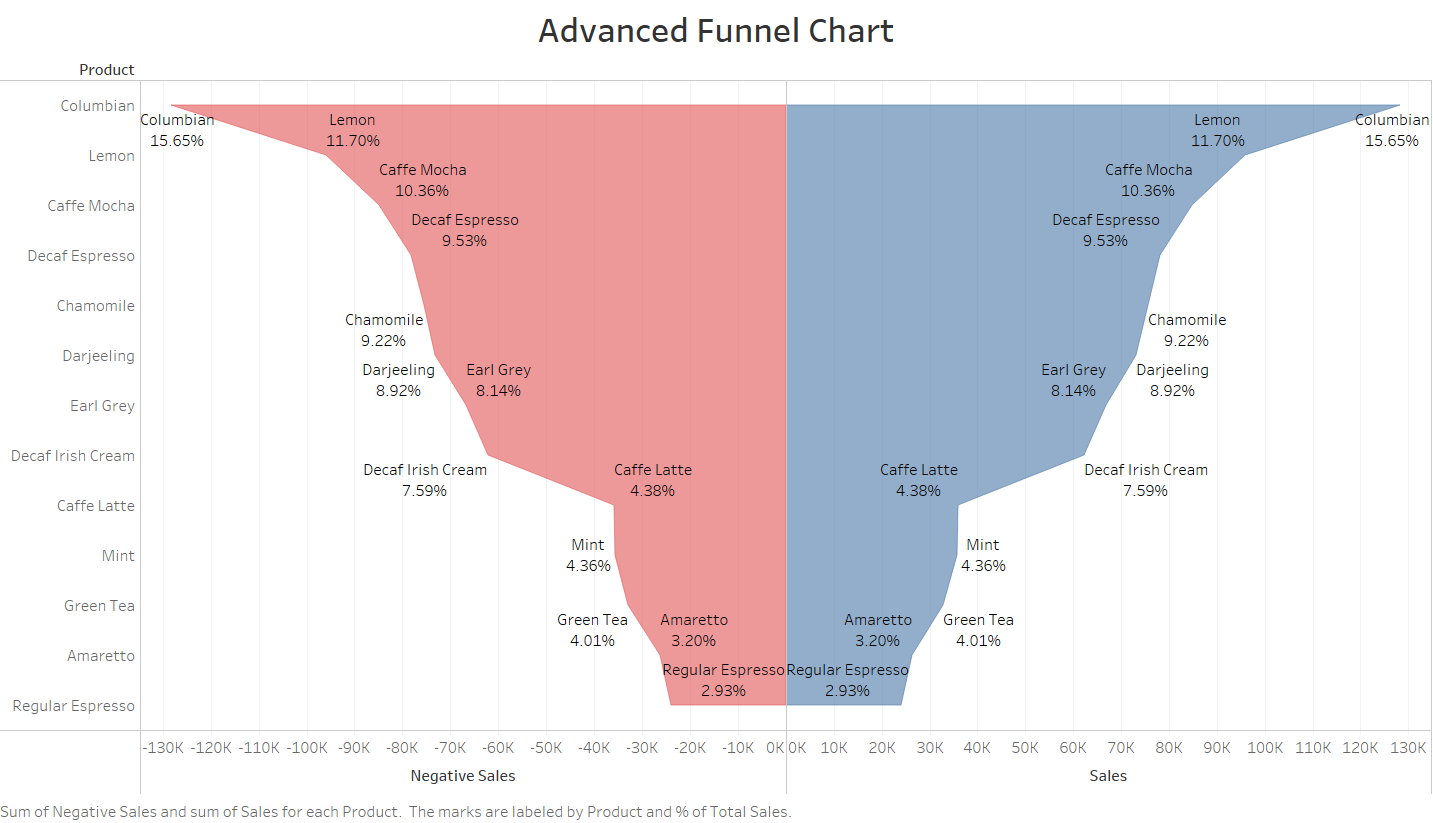 Advanced Funnel Chart
Product
Columbian
Lemon
Caffe Mocha
Decaf Espresso
Chamomile
Darjeeling
Earl Grey
Decaf Irish Cream
Caffe Latte
Mint
Green Tea
Amaretto
Regular Espresso
Columbian
15.65%
Lemon
11.70%
Caffe Mocha
10.36%
Decaf Espresso
9.53%
Chamomile
9.22%
Darjeeling
8.92%
Earl Grey
8.14%
Decaf Irish Cream
7.59%
Caffe Latte
4.38%
Mint
4.36%
Green Tea
4.01%
Amaretto
3.20%
Regular Espresso
2.93%
Lemon
11.70%
Columbian
15.65%
Caffe Mocha
10.36%
Decaf Espresso
9.53%
Chamomile
9.22%
Earl Grey
8.14%
Darjeeling
8.92%
Caffe Latte
4.38%
Decaf Irish Cream
7.59%
Mint
4.36%
Amaretto
3.20%
Green Tea
4.01%
Regular Espresso
2.93%
-130K -120K -110K -100K -90K -80K -70K -60K -50K -40K -30K -20K -10K 0K
0K 10K 20K 30K 40K 50K 60K 70K 80K 90K 100K 110K 120K 130K
Negative Sales
Sales
Sum of Negative Sales and sum of Sales for each Product. The marks are labeled by Product and % of Total Sales.